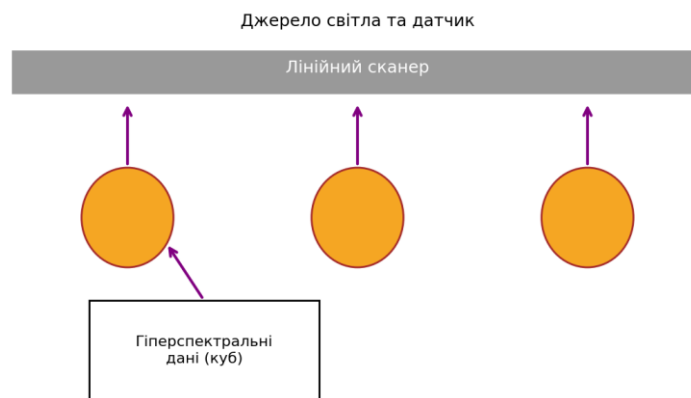 Джерело світла та датчик
Лінійний сканер
Гіперспектральні
дані (куб)